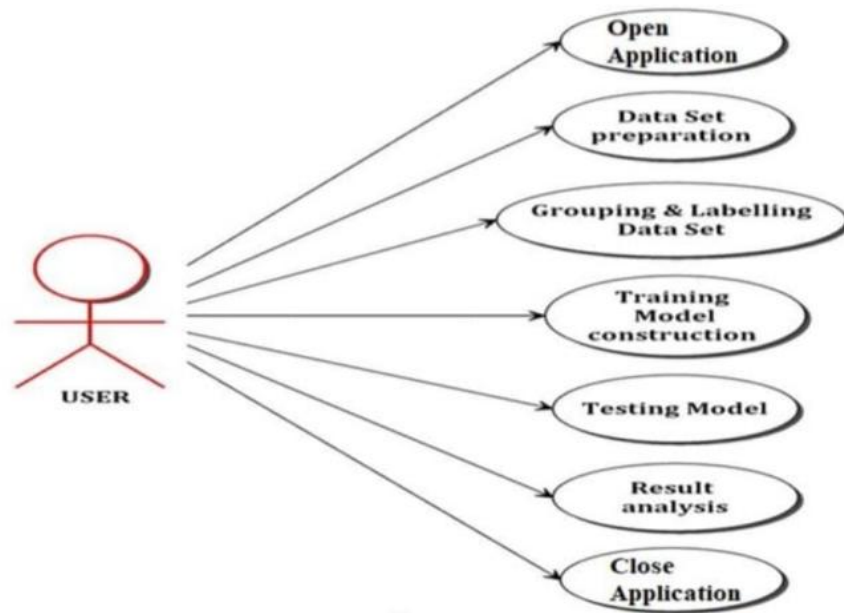 Open
Application
Data Set
preparation
Grouping & Labelling
Data Set
Training
Model
construction
USER
Testing Model
Result
analysis
Close
Application